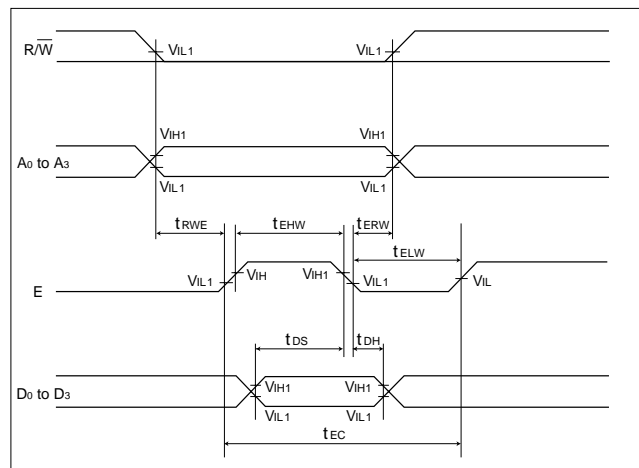 R/W̅
VIL1 VIL1
VIH1 VIH1
A0 to A3
VIL1 VIL1
tRWE tEHW tERW
tELW
VIL1 VIH VIH1 VIL1 VIL
E
tDS tDH
VIH1 VIH1
D0 to D3
VIL1 VIL1
tEC